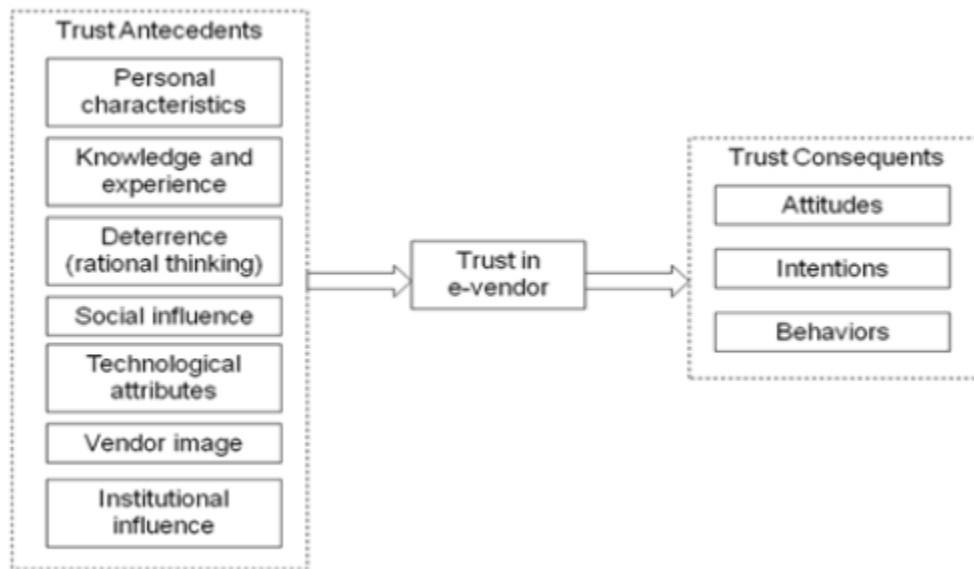 Trust Antecedents
Personal
characteristics
Knowledge and
experience
Deterrence
(rational thinking)
Social influence
Technological
attributes
Vendor image
Institutional
influence
Trust in
e-vendor
Trust Consequents
Attitudes
Intentions
Behaviors